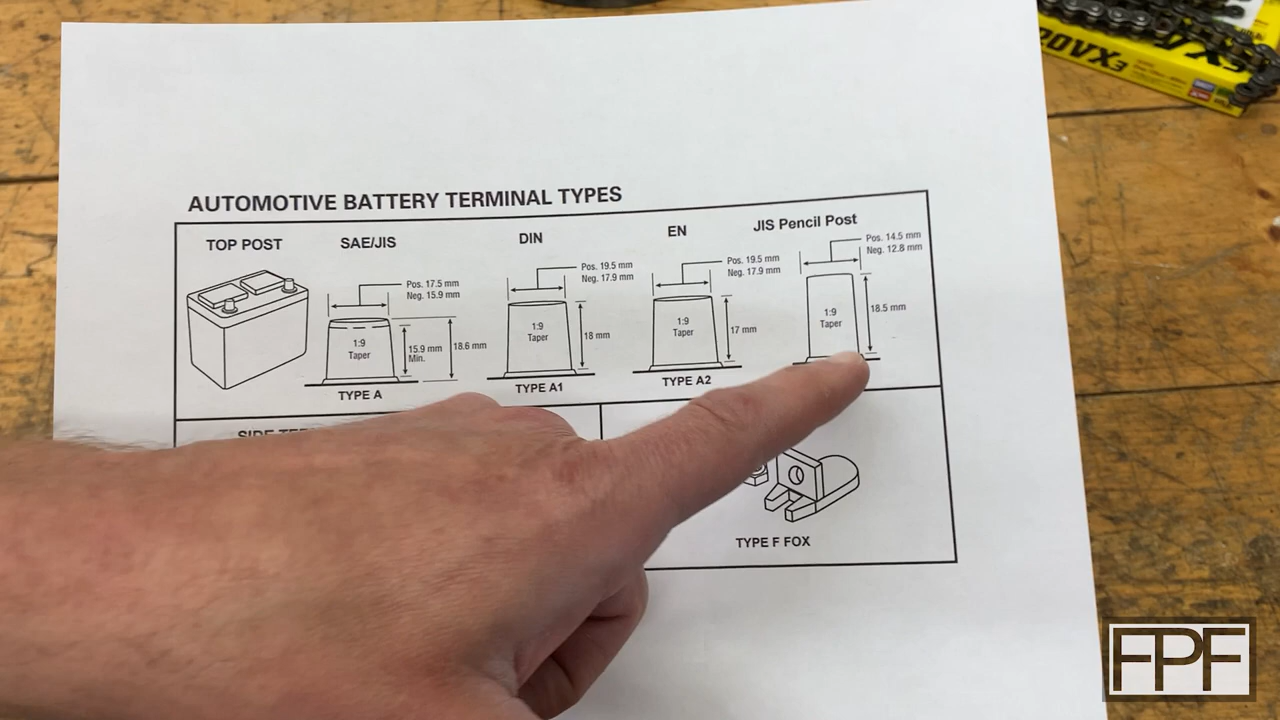 AUTOMOTIVE BATTERY TERMINAL TYPES
TOP POST
SAE/JIS
DIN
EN
JIS Pencil Post
Pos. 17.5 mm
Neg. 15.9 mm
Pos. 19.5 mm
Neg. 17.9 mm
Pos. 19.5 mm
Neg. 17.9 mm
Pos. 14.5 mm
Neg. 12.8 mm
1:9
Taper
15.9 mm
Min.
18.6 mm
1:9
Taper
18 mm
1:9
Taper
17 mm
1:9
Taper
18.5 mm
TYPE A
TYPE A1
TYPE A2
SIDE
TYPE F FOX
FPF